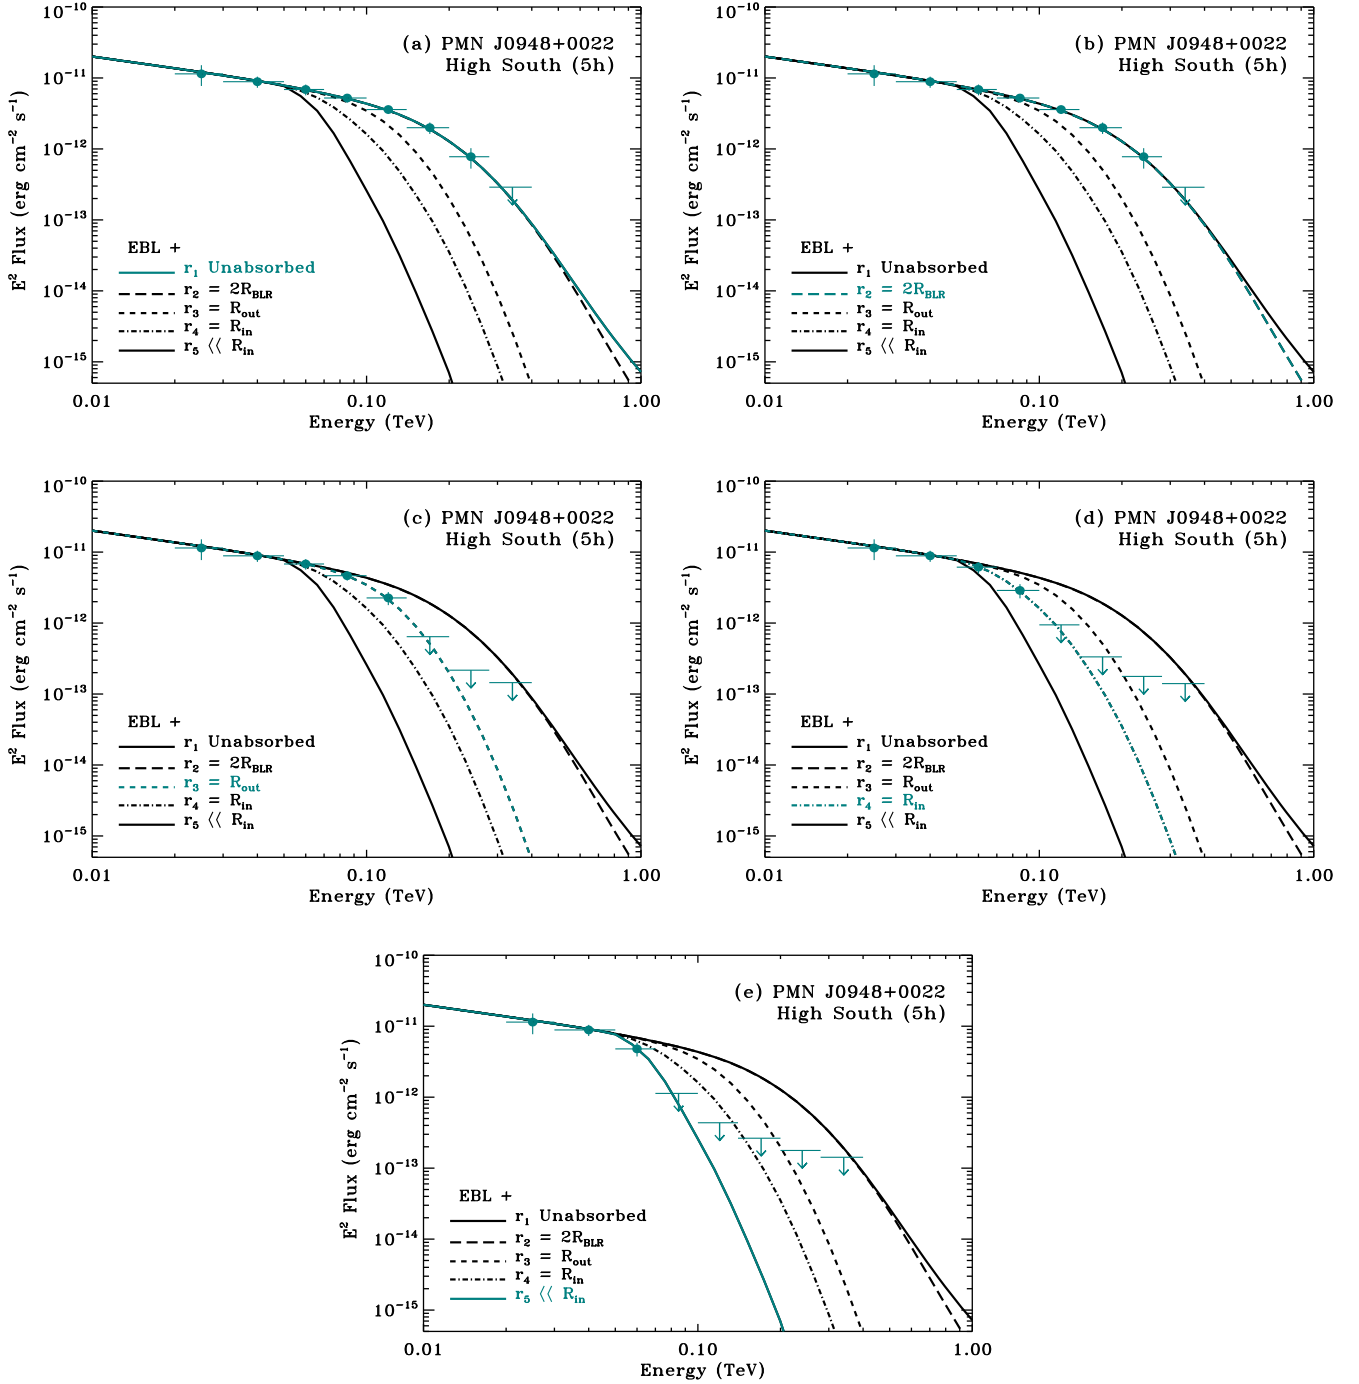 (a) PMN J0948+0022
High South (5h)
E² Flux (erg cm⁻² s⁻¹)
10⁻¹⁰
10⁻¹¹
10⁻¹²
10⁻¹³
10⁻¹⁴
10⁻¹⁵
EBL +
r₁ Unabsorbed
r₂ = 2R_BLR
r₃ = R_out
r₄ = R_in
r₅ ⟨⟨ R_in
0.01 0.10 1.00
Energy (TeV)
(b) PMN J0948+0022
High South (5h)
E² Flux (erg cm⁻² s⁻¹)
10⁻¹⁰
10⁻¹¹
10⁻¹²
10⁻¹³
10⁻¹⁴
10⁻¹⁵
EBL +
r₁ Unabsorbed
r₂ = 2R_BLR
r₃ = R_out
r₄ = R_in
r₅ ⟨⟨ R_in
0.01 0.10 1.00
Energy (TeV)
(c) PMN J0948+0022
High South (5h)
E² Flux (erg cm⁻² s⁻¹)
10⁻¹⁰
10⁻¹¹
10⁻¹²
10⁻¹³
10⁻¹⁴
10⁻¹⁵
EBL +
r₁ Unabsorbed
r₂ = 2R_BLR
r₃ = R_out
r₄ = R_in
r₅ ⟨⟨ R_in
0.01 0.10 1.00
Energy (TeV)
(d) PMN J0948+0022
High South (5h)
E² Flux (erg cm⁻² s⁻¹)
10⁻¹⁰
10⁻¹¹
10⁻¹²
10⁻¹³
10⁻¹⁴
10⁻¹⁵
EBL +
r₁ Unabsorbed
r₂ = 2R_BLR
r₃ = R_out
r₄ = R_in
r₅ ⟨⟨ R_in
0.01 0.10 1.00
Energy (TeV)
(e) PMN J0948+0022
High South (5h)
E² Flux (erg cm⁻² s⁻¹)
10⁻¹⁰
10⁻¹¹
10⁻¹²
10⁻¹³
10⁻¹⁴
10⁻¹⁵
EBL +
r₁ Unabsorbed
r₂ = 2R_BLR
r₃ = R_out
r₄ = R_in
r₅ ⟨⟨ R_in
0.01 0.10 1.00
Energy (TeV)